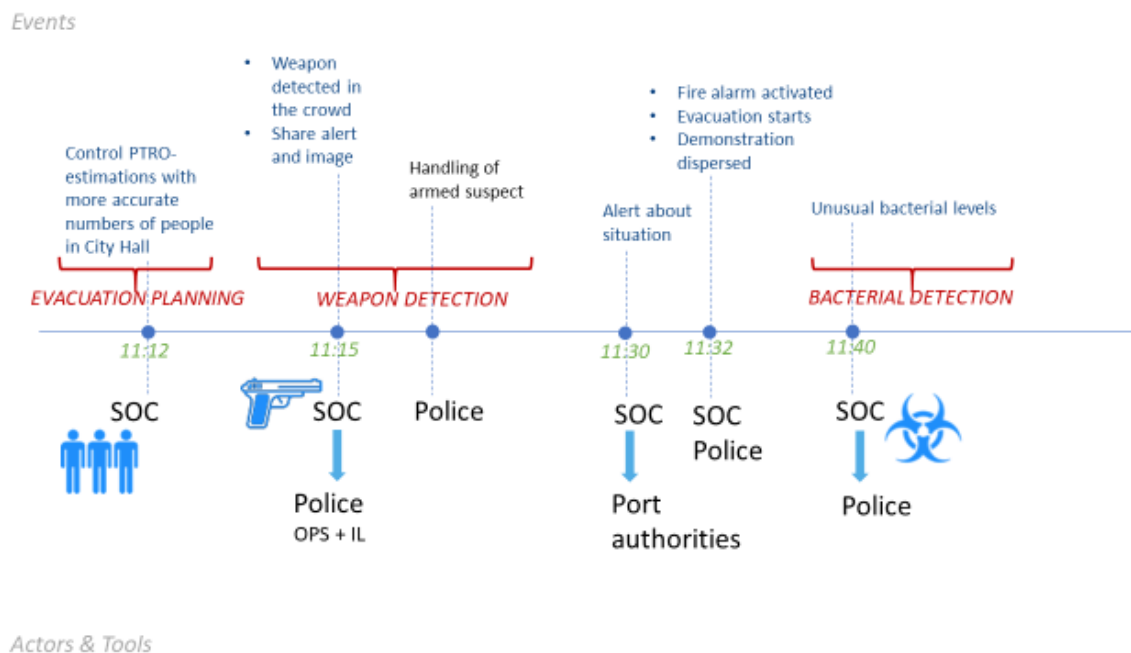 Events
• Weapon
detected in
the crowd
• Share alert
and image
• Fire alarm activated
• Evacuation starts
• Demonstration
dispersed
Control PTRO-
estimations with
more accurate
numbers of people
in City Hall
Handling of
armed suspect
Alert about
situation
Unusual bacterial levels
EVACUATION PLANNING
WEAPON DETECTION
BACTERIAL DETECTION
11:12
11:15
11:30
11:32
11:40
SOC
SOC
Police
OPS + IL
Police
SOC
Port
authorities
SOC
Police
SOC
Police
Actors & Tools